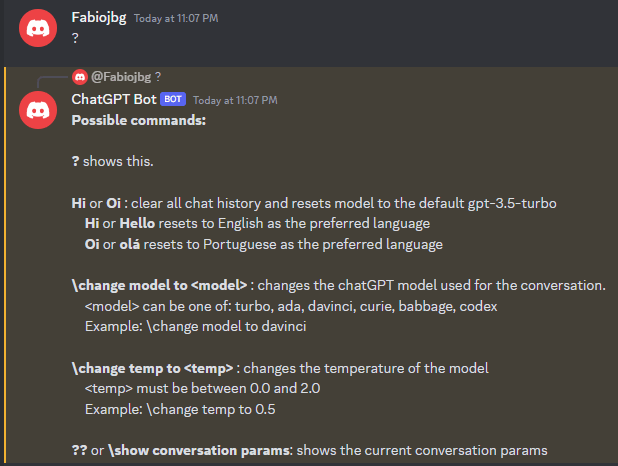 Fabiojbg Today at 11:07 PM
?
@Fabiojbg ?
ChatGPT Bot BOT Today at 11:07 PM
Possible commands:
? shows this.
Hi or Oi : clear all chat history and resets model to the default gpt-3.5-turbo
Hi or Hello resets to English as the preferred language
Oi or olá resets to Portuguese as the preferred language
\change model to <model> : changes the chatGPT model used for the conversation.
<model> can be one of: turbo, ada, davinci, curie, babbage, codex
Example: \change model to davinci
\change temp to <temp> : changes the temperature of the model
<temp> must be between 0.0 and 2.0
Example: \change temp to 0.5
?? or \show conversation params: shows the current conversation params